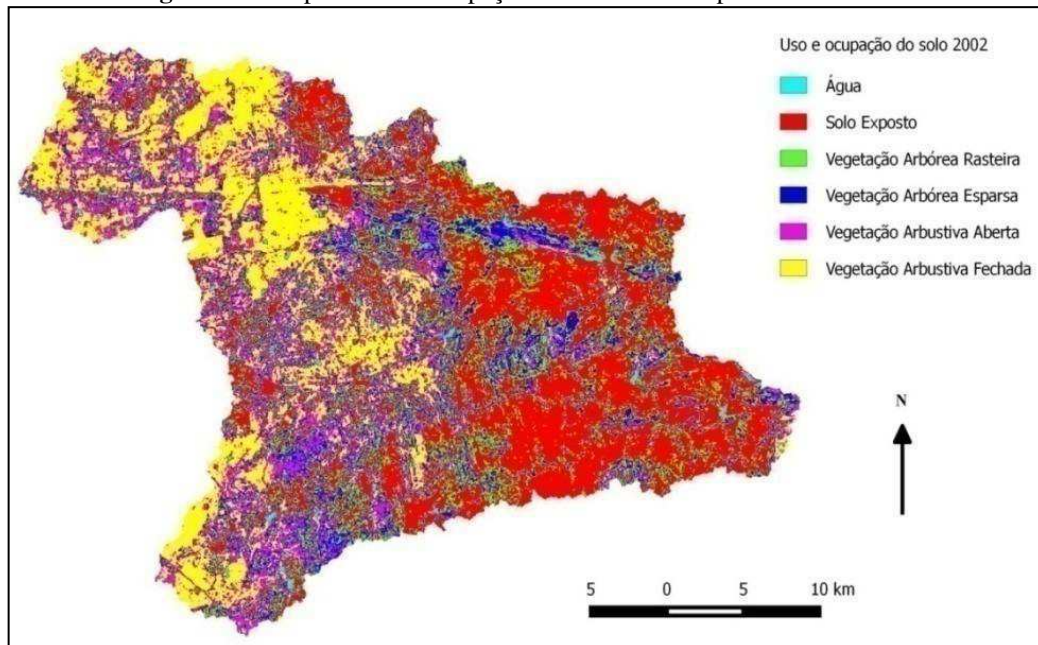 Uso e ocupação do solo 2002
Água
Solo Exposto
Vegetação Arbórea Rasteira
Vegetação Arbórea Esparsa
Vegetação Arbustiva Aberta
Vegetação Arbustiva Fechada
N
5 0 5 10 km